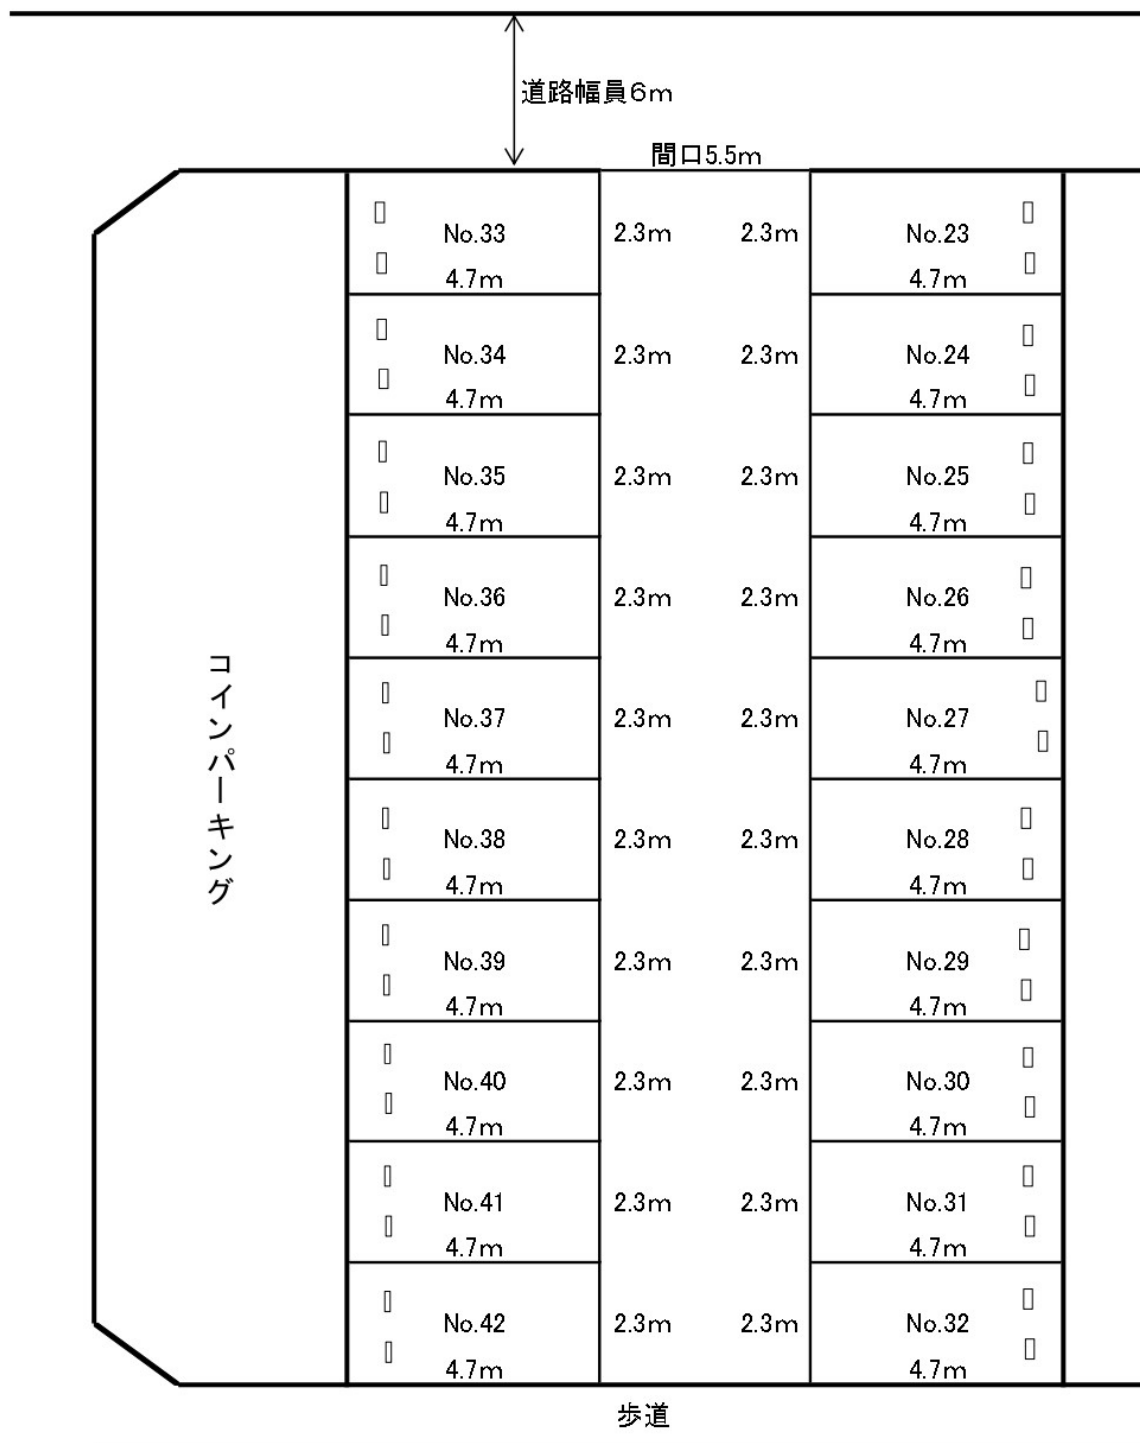 道路幅員6m
間口5.5m
No.33 2.3m 2.3m No.23
4.7m 4.7m
No.34 2.3m 2.3m No.24
4.7m 4.7m
No.35 2.3m 2.3m No.25
4.7m 4.7m
No.36 2.3m 2.3m No.26
4.7m 4.7m
No.37 2.3m 2.3m No.27
4.7m 4.7m
No.38 2.3m 2.3m No.28
4.7m 4.7m
No.39 2.3m 2.3m No.29
4.7m 4.7m
No.40 2.3m 2.3m No.30
4.7m 4.7m
No.41 2.3m 2.3m No.31
4.7m 4.7m
No.42 2.3m 2.3m No.32
4.7m 4.7m
コインパーキング
歩道